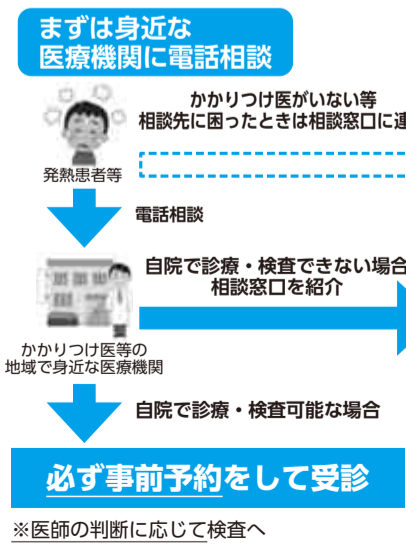 まずは身近な
医療機関に電話相談
かかりつけ医がいない等
相談先に困ったときは相談窓口に連
発熱患者等
電話相談
自院で診療・検査できない場合
相談窓口を紹介
かかりつけ医等の
地域で身近な医療機関
自院で診療・検査可能な場合
必ず事前予約をして受診
※医師の判断に応じて検査へ